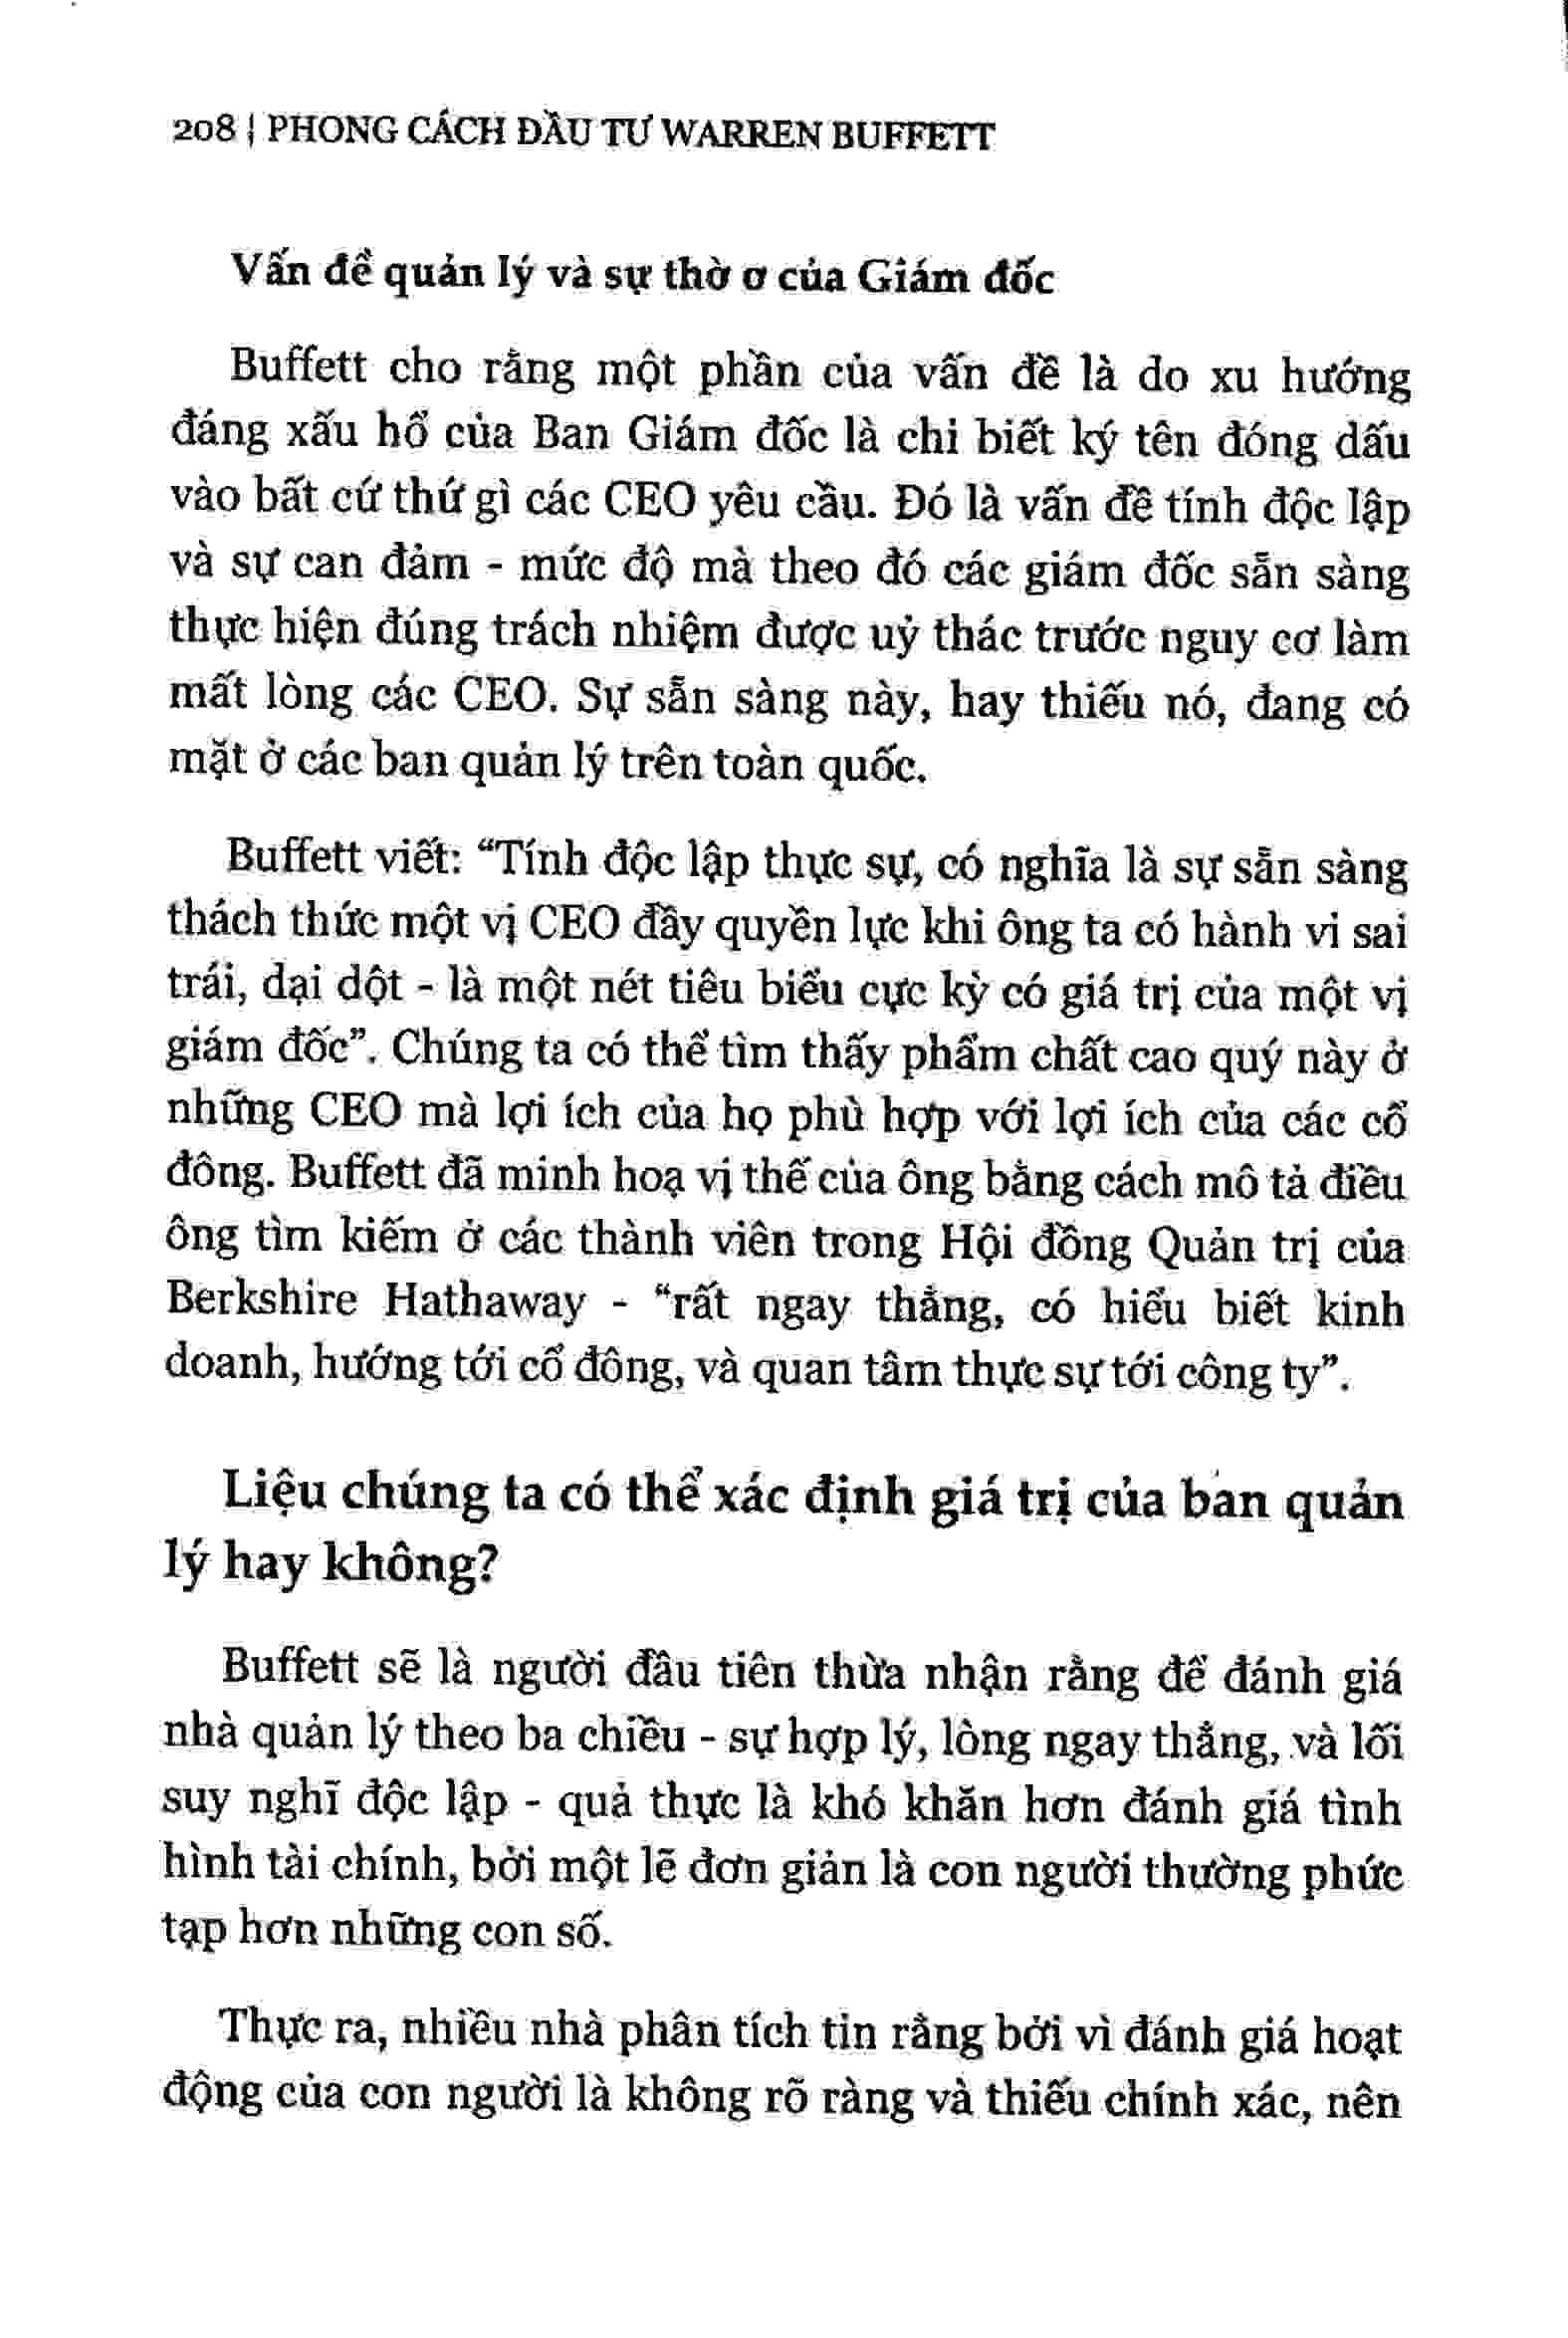 208 | PHONG CÁCH ĐẦU TƯ WARREN BUFFETT
Vấn đề quản lý và sự thờ ơ của Giám đốc
Buffett cho rằng một phần của vấn đề là do xu hướng
đáng xấu hổ của Ban Giám đốc là chỉ biết ký tên đóng dấu
vào bất cứ thứ gì các CEO yêu cầu. Đó là vấn đề tính độc lập
và sự can đảm - mức độ mà theo đó các giám đốc sẵn sàng
thực hiện đúng trách nhiệm được uỷ thác trước nguy cơ làm
mất lòng các CEO. Sự sẵn sàng này, hay thiếu nó, đang có
mặt ở các ban quản lý trên toàn quốc.
Buffett viết: “Tính độc lập thực sự, có nghĩa là sự sẵn sàng
thách thức một vị CEO đầy quyền lực khi ông ta có hành vi sai
trái, dại dột - là một nét tiêu biểu cực kỳ có giá trị của một vị
giám đốc”. Chúng ta có thể tìm thấy phẩm chất cao quý này ở
những CEO mà lợi ích của họ phù hợp với lợi ích của các cổ
đông. Buffett đã minh hoạ vị thế của ông bằng cách mô tả điều
ông tìm kiếm ở các thành viên trong Hội đồng Quản trị của
Berkshire Hathaway - “rất ngay thẳng, có hiểu biết kinh
doanh, hướng tới cổ đông, và quan tâm thực sự tới công ty”.
Liệu chúng ta có thể xác định giá trị của ban quản
lý hay không?
Buffett sẽ là người đầu tiên thừa nhận rằng để đánh giá
nhà quản lý theo ba chiều - sự hợp lý, lòng ngay thẳng, và lối
suy nghĩ độc lập - quả thực là khó khăn hơn đánh giá tình
hình tài chính, bởi một lẽ đơn giản là con người thường phức
tạp hơn những con số.
Thực ra, nhiều nhà phân tích tin rằng bởi vì đánh giá hoạt
động của con người là không rõ ràng và thiếu chính xác, nên